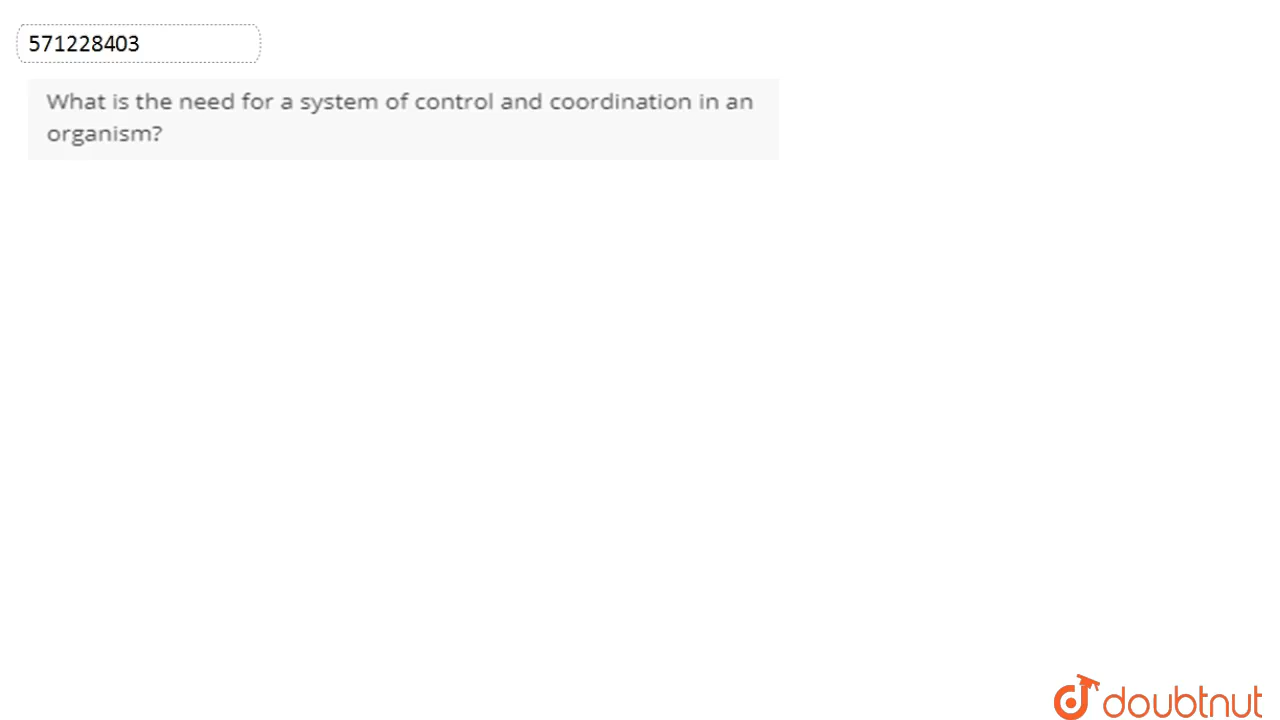 571228403
What is the need for a system of control and coordination in an
organism?
doubtnut